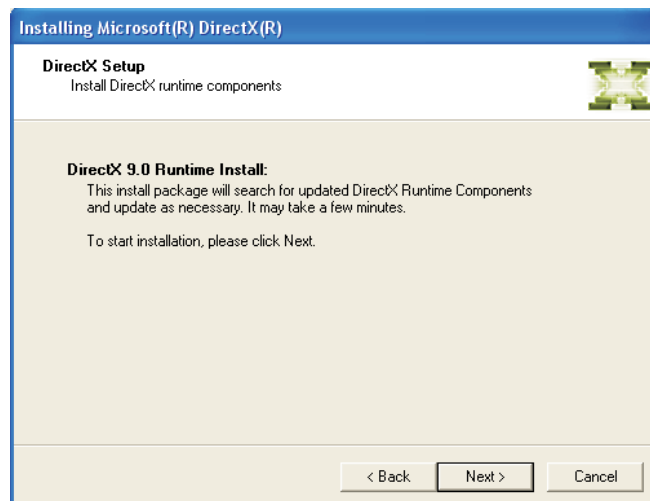 Installing Microsoft(R) DirectX(R)
DirectX Setup
Install DirectX runtime components
DirectX 9.0 Runtime Install:
This install package will search for updated DirectX Runtime Components
and update as necessary. It may take a few minutes.
To start installation, please click Next.
< Back
Next >
Cancel